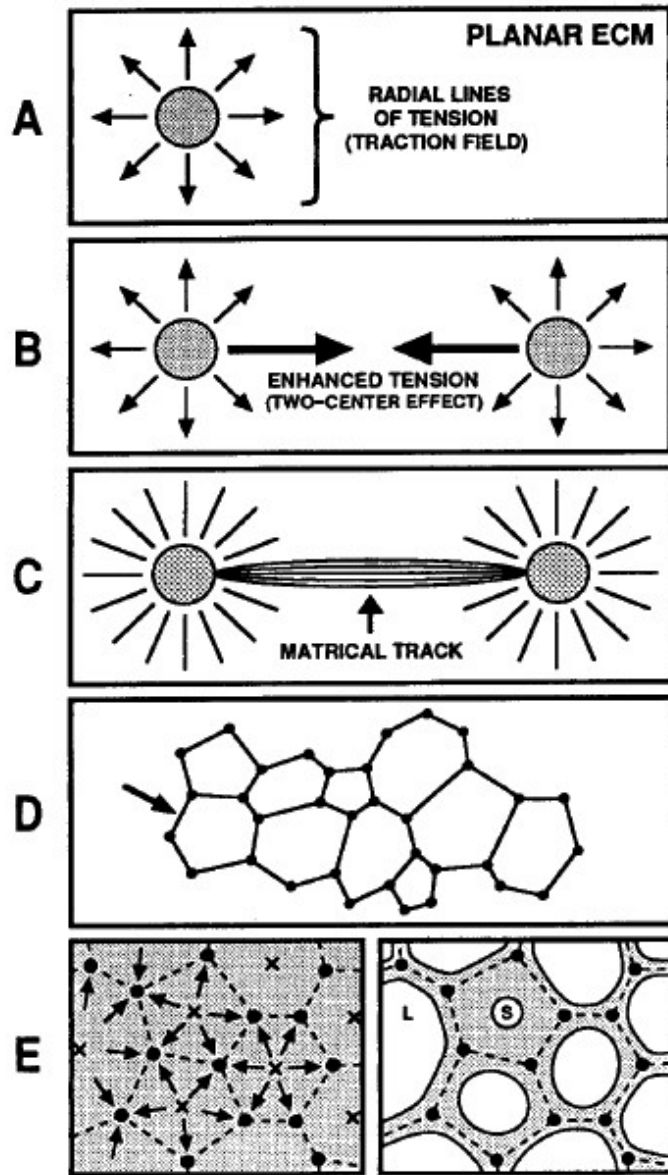 A
PLANAR ECM
RADIAL LINES
OF TENSION
(TRACTION FIELD)
B
ENHANCED TENSION
(TWO-CENTER EFFECT)
C
MATRICAL TRACK
D
E
L
S